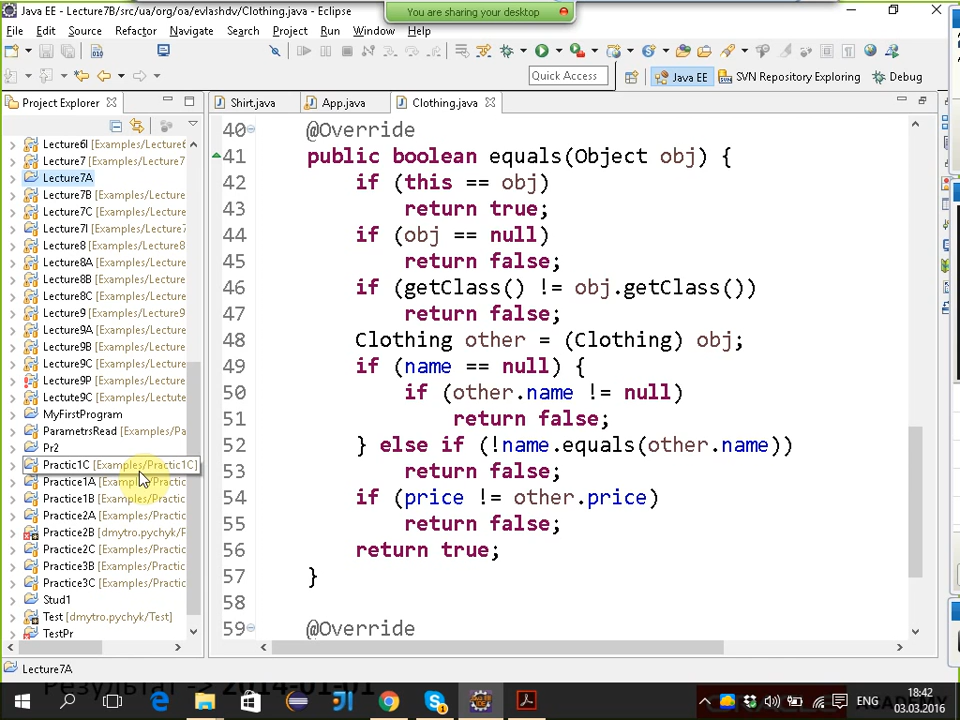 Java EE - Lecture7B/src/ua/org/oa/evlashdv/Clothing.java - Eclipse
You are sharing your desktop
File Edit Source Refactor Navigate Search Project Run Window Help
Quick Access
Java EE
SVN Repository Exploring
Debug
Project Explorer
Shirt.java
App.java
Clothing.java
Lecture6I [Examples/Lecture6
Lecture7 [Examples/Lecture7
Lecture7A
Lecture7B [Examples/Lecture
Lecture7C [Examples/Lecture
Lecture7I [Examples/Lecture7
Lecture8 [Examples/Lecture8
Lecture8A [Examples/Lecture
Lecture8B [Examples/Lecture
Lecture8C [Examples/Lecture
Lecture9 [Examples/Lecture9
Lecture9A [Examples/Lecture
Lecture9B [Examples/Lecture
Lecture9C [Examples/Lecture
Lecture9P [Examples/Lecture
Lectute9C [Examples/Lectute
MyFirstProgram
ParametrsRead [Examples/Pa
Pr2
Practic1C [Examples/Practic1C]
Practice1A [Examples/Practic
Practice1B [Examples/Practic
Practice2A [Examples/Practic
Practice2B [dmytro.pychyk/P
Practice2C [Examples/Practic
Practice3B [Examples/Practic
Practice3C [Examples/Practic
Stud1
Test [dmytro.pychyk/Test]
TestPr
40 @Override
41 public boolean equals(Object obj) {
42 if (this == obj)
43 return true;
44 if (obj == null)
45 return false;
46 if (getClass() != obj.getClass())
47 return false;
48 Clothing other = (Clothing) obj;
49 if (name == null) {
50 if (other.name != null)
51 return false;
52 } else if (!name.equals(other.name))
53 return false;
54 if (price != other.price)
55 return false;
56 return true;
57 }
58
59 @Override
Lecture7A
Результат -> 2014-01-01
ENG
18:42
03.03.2016